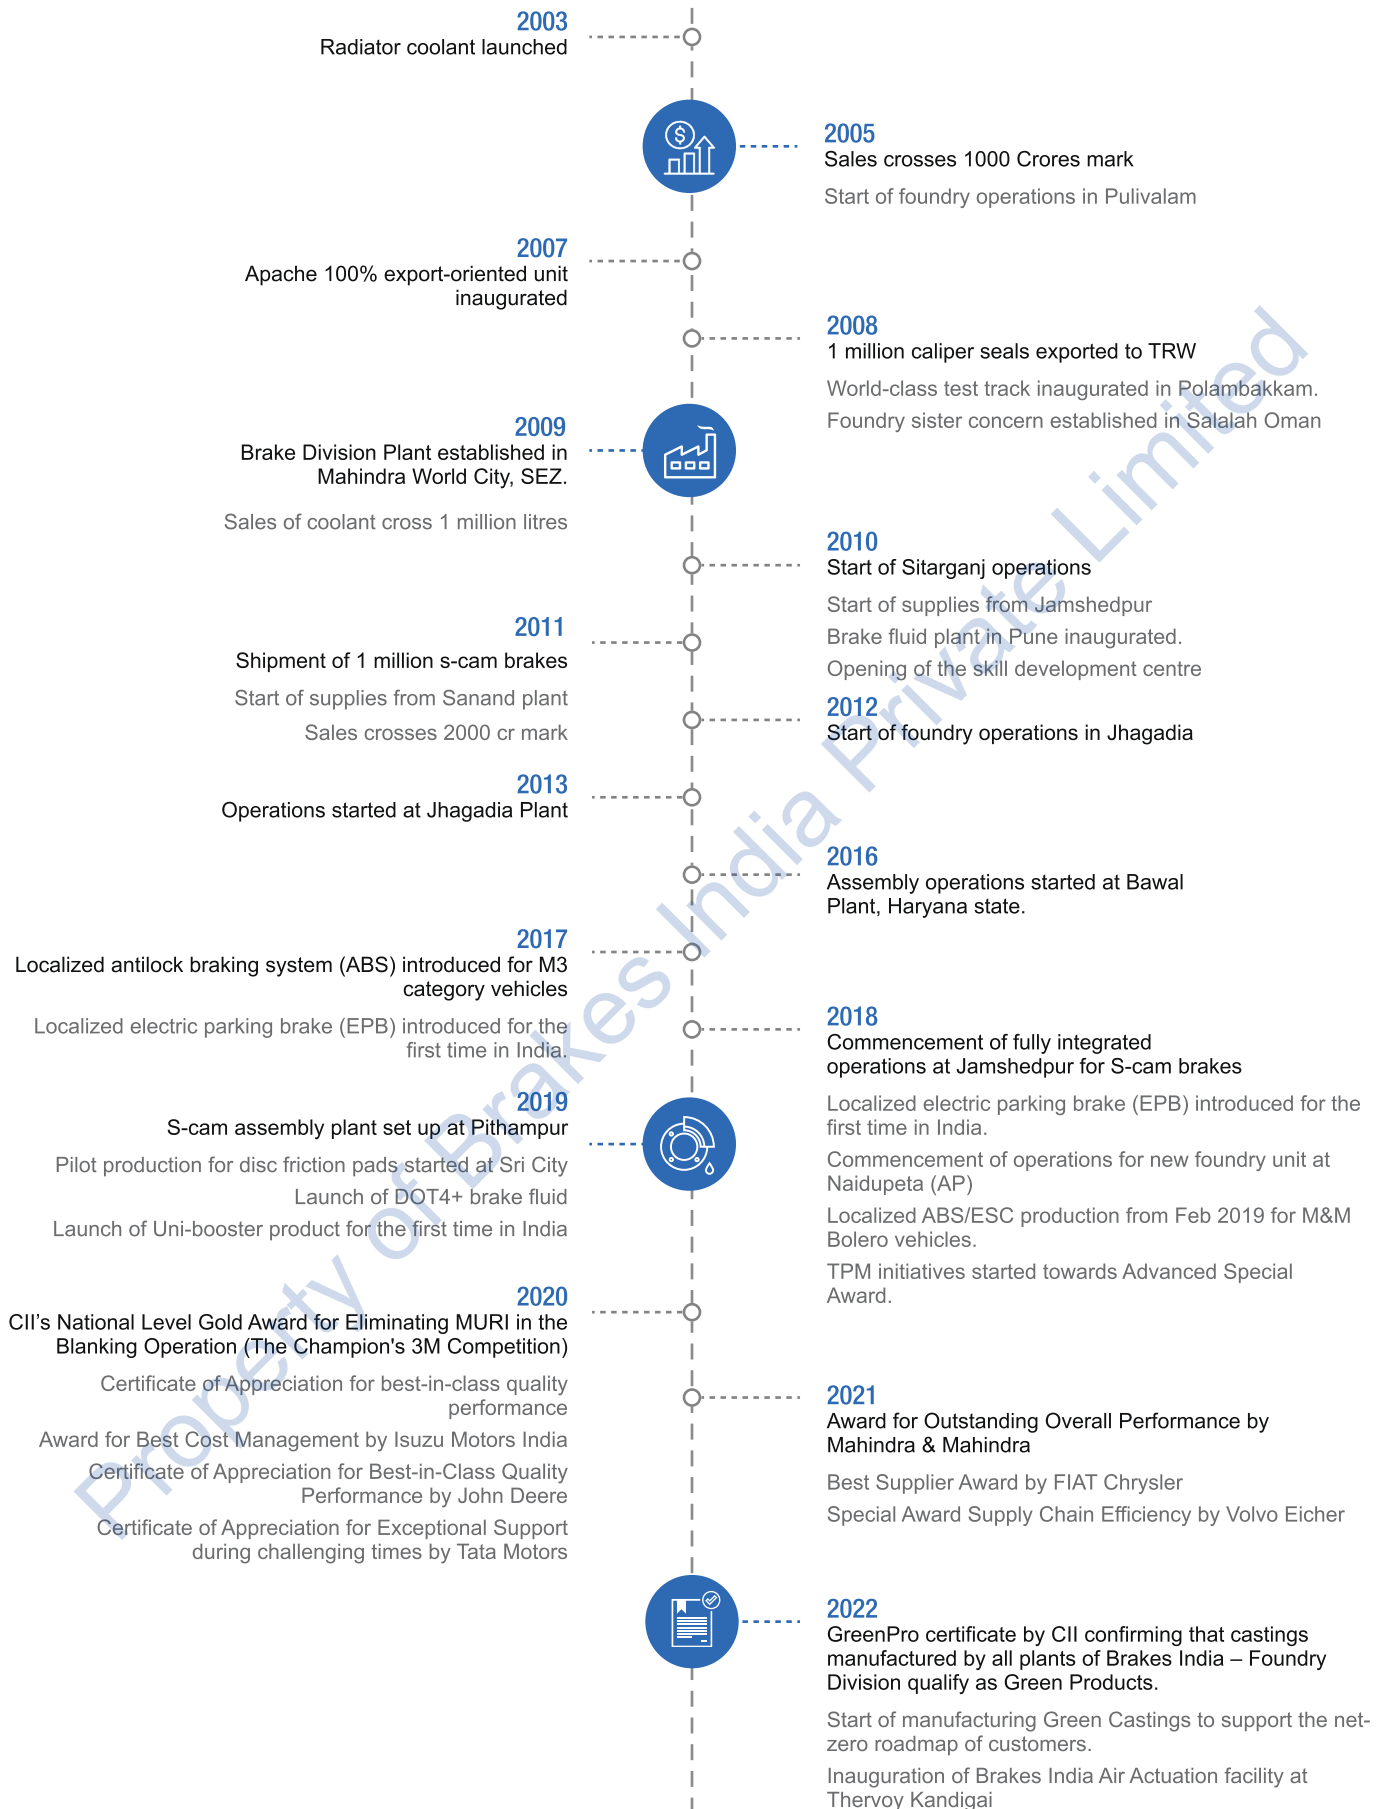 2003
Radiator coolant launched
2005
Sales crosses 1000 Crores mark
Start of foundry operations in Pulivalam
2007
Apache 100% export-oriented unit
inaugurated
2008
1 million caliper seals exported to TRW
World-class test track inaugurated in Polambakkam.
Foundry sister concern established in Salalah Oman
2009
Brake Division Plant established in
Mahindra World City, SEZ.
Sales of coolant cross 1 million litres
2010
Start of Sitarganj operations
Start of supplies from Jamshedpur
Brake fluid plant in Pune inaugurated.
Opening of the skill development centre
2011
Shipment of 1 million s-cam brakes
Start of supplies from Sanand plant
Sales crosses 2000 cr mark
2012
Start of foundry operations in Jhagadia
2013
Operations started at Jhagadia Plant
2016
Assembly operations started at Bawal
Plant, Haryana state.
2017
Localized antilock braking system (ABS) introduced for M3
category vehicles
Localized electric parking brake (EPB) introduced for the
first time in India.
2018
Commencement of fully integrated
operations at Jamshedpur for S-cam brakes
Localized electric parking brake (EPB) introduced for the
first time in India.
Commencement of operations for new foundry unit at
Naidupeta (AP)
Localized ABS/ESC production from Feb 2019 for M&M
Bolero vehicles.
TPM initiatives started towards Advanced Special
Award.
2019
S-cam assembly plant set up at Pithampur
Pilot production for disc friction pads started at Sri City
Launch of DOT4+ brake fluid
Launch of Uni-booster product for the first time in India
2020
CII's National Level Gold Award for Eliminating MURI in the
Blanking Operation (The Champion's 3M Competition)
Certificate of Appreciation for best-in-class quality
performance
Award for Best Cost Management by Isuzu Motors India
Certificate of Appreciation for Best-in-Class Quality
Performance by John Deere
Certificate of Appreciation for Exceptional Support
during challenging times by Tata Motors
2021
Award for Outstanding Overall Performance by
Mahindra & Mahindra
Best Supplier Award by FIAT Chrysler
Special Award Supply Chain Efficiency by Volvo Eicher
2022
GreenPro certificate by CII confirming that castings
manufactured by all plants of Brakes India – Foundry
Division qualify as Green Products.
Start of manufacturing Green Castings to support the net-
zero roadmap of customers.
Inauguration of Brakes India Air Actuation facility at
Thervoy Kandigai
Property of Brakes India Private Limited